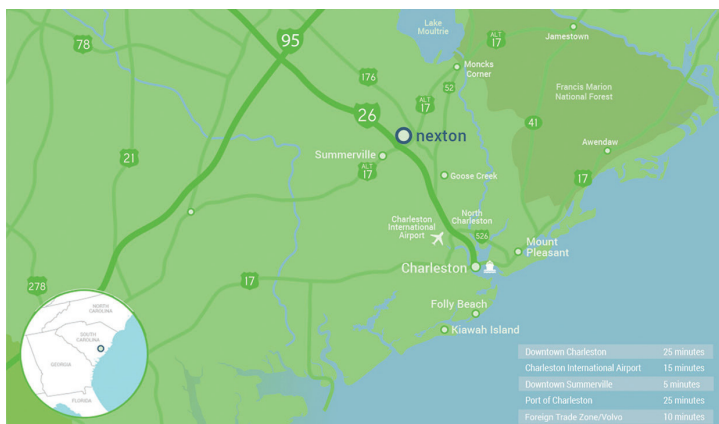 Lake
Moultrie
ALT
17
Jamestown
95
78
Moncks
Corner
176
52
Francis Marion
National Forest
ALT
17
26
41
nexton
Awendaw
21
Summerville
ALT
17
Goose Creek
17
Charleston
International
Airport
North
Charleston
526
Mount
Pleasant
Charleston
278
17
Folly Beach
Kiawah Island
NORTH
CAROLINA
SOUTH
CAROLINA
GEORGIA
FLORIDA
Downtown Charleston 25 minutes
Charleston International Airport 15 minutes
Downtown Summerville 5 minutes
Port of Charleston 25 minutes
Foreign Trade Zone/Volvo 10 minutes